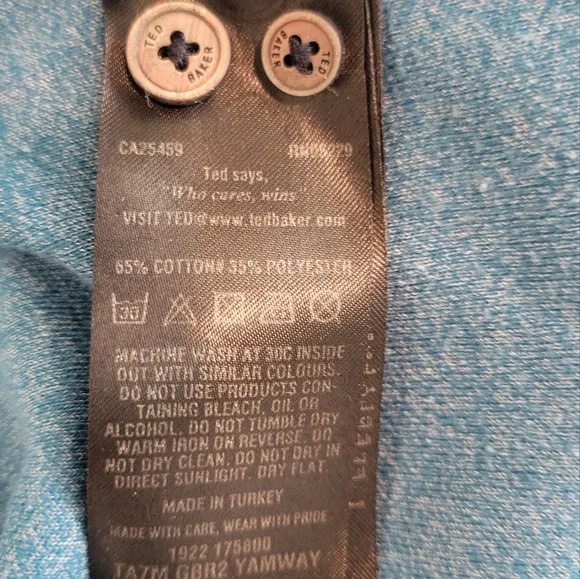 TED BAKER
TED BAKER
CA25459
Ted says,
"Who cares, wins"
VISIT TED@www.tedbaker.com
65% COTTON# 35% POLYESTER
30
MACHINE WASH AT 30C INSIDE
OUT WITH SIMILAR COLOURS.
DO NOT USE PRODUCTS CON-
TAINING BLEACH, OIL OR
ALCOHOL. DO NOT TUMBLE DRY
WARM IRON ON REVERSE. DO
NOT DRY CLEAN. DO NOT DRY IN
DIRECT SUNLIGHT. DRY FLAT.
MADE IN TURKEY
MADE WITH CARE, WEAR WITH PRIDE
1922 175800
TA7M GBR2 YAMWAY